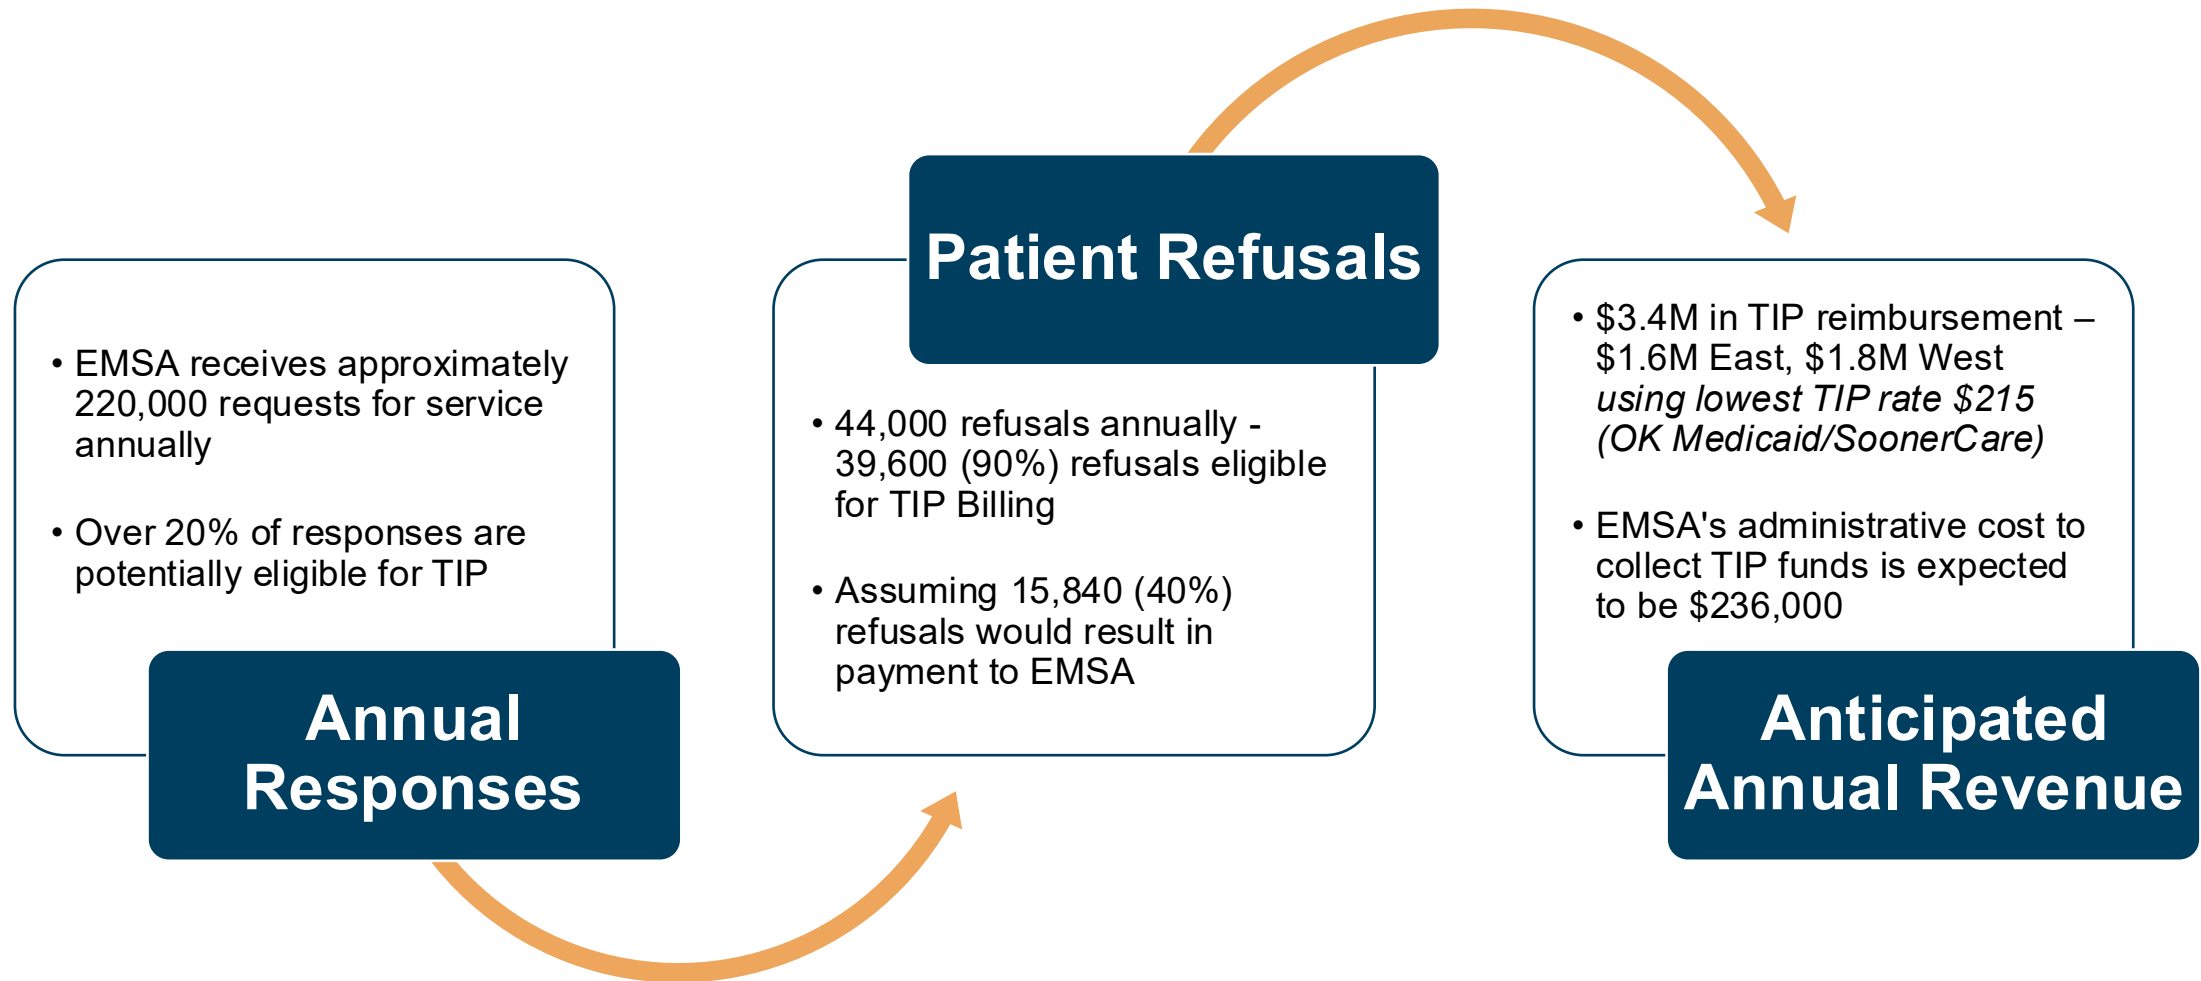 • EMSA receives approximately
220,000 requests for service
annually
• Over 20% of responses are
potentially eligible for TIP
Annual
Responses
Patient Refusals
• 44,000 refusals annually -
39,600 (90%) refusals eligible
for TIP Billing
• Assuming 15,840 (40%)
refusals would result in
payment to EMSA
• $3.4M in TIP reimbursement –
$1.6M East, $1.8M West
using lowest TIP rate $215
(OK Medicaid/SoonerCare)
• EMSA's administrative cost to
collect TIP funds is expected
to be $236,000
Anticipated
Annual Revenue